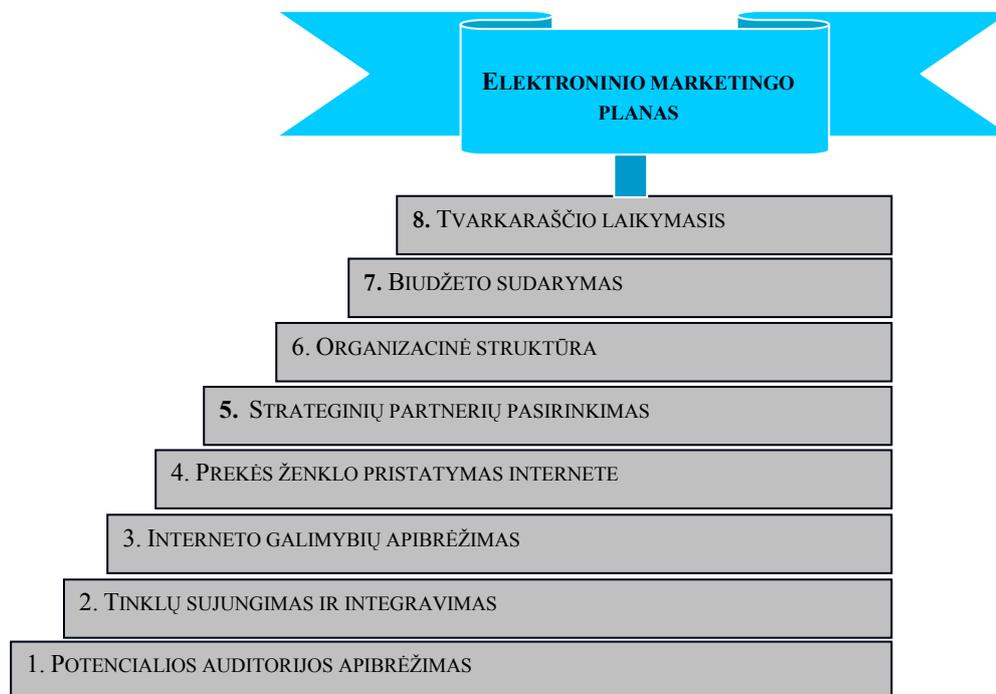 ELEKTRONINIO MARKETINGO
PLANAS
8. TVARKARAŠČIO LAIKYMASIS
7. BIUDŽETO SUDARYMAS
6. ORGANIZACINĖ STRUKTŪRA
5. STRATEGINIŲ PARTNERIŲ PASIRINKIMAS
4. PREKĖS ŽENKLO PRISTATYMAS INTERNETE
3. INTERNETO GALIMYBIŲ APIBRĖŽIMAS
2. TINKLŲ SUJUNGIMAS IR INTEGRAVIMAS
1. POTENCIALIOS AUDITORIJOS APIBRĖŽIMAS